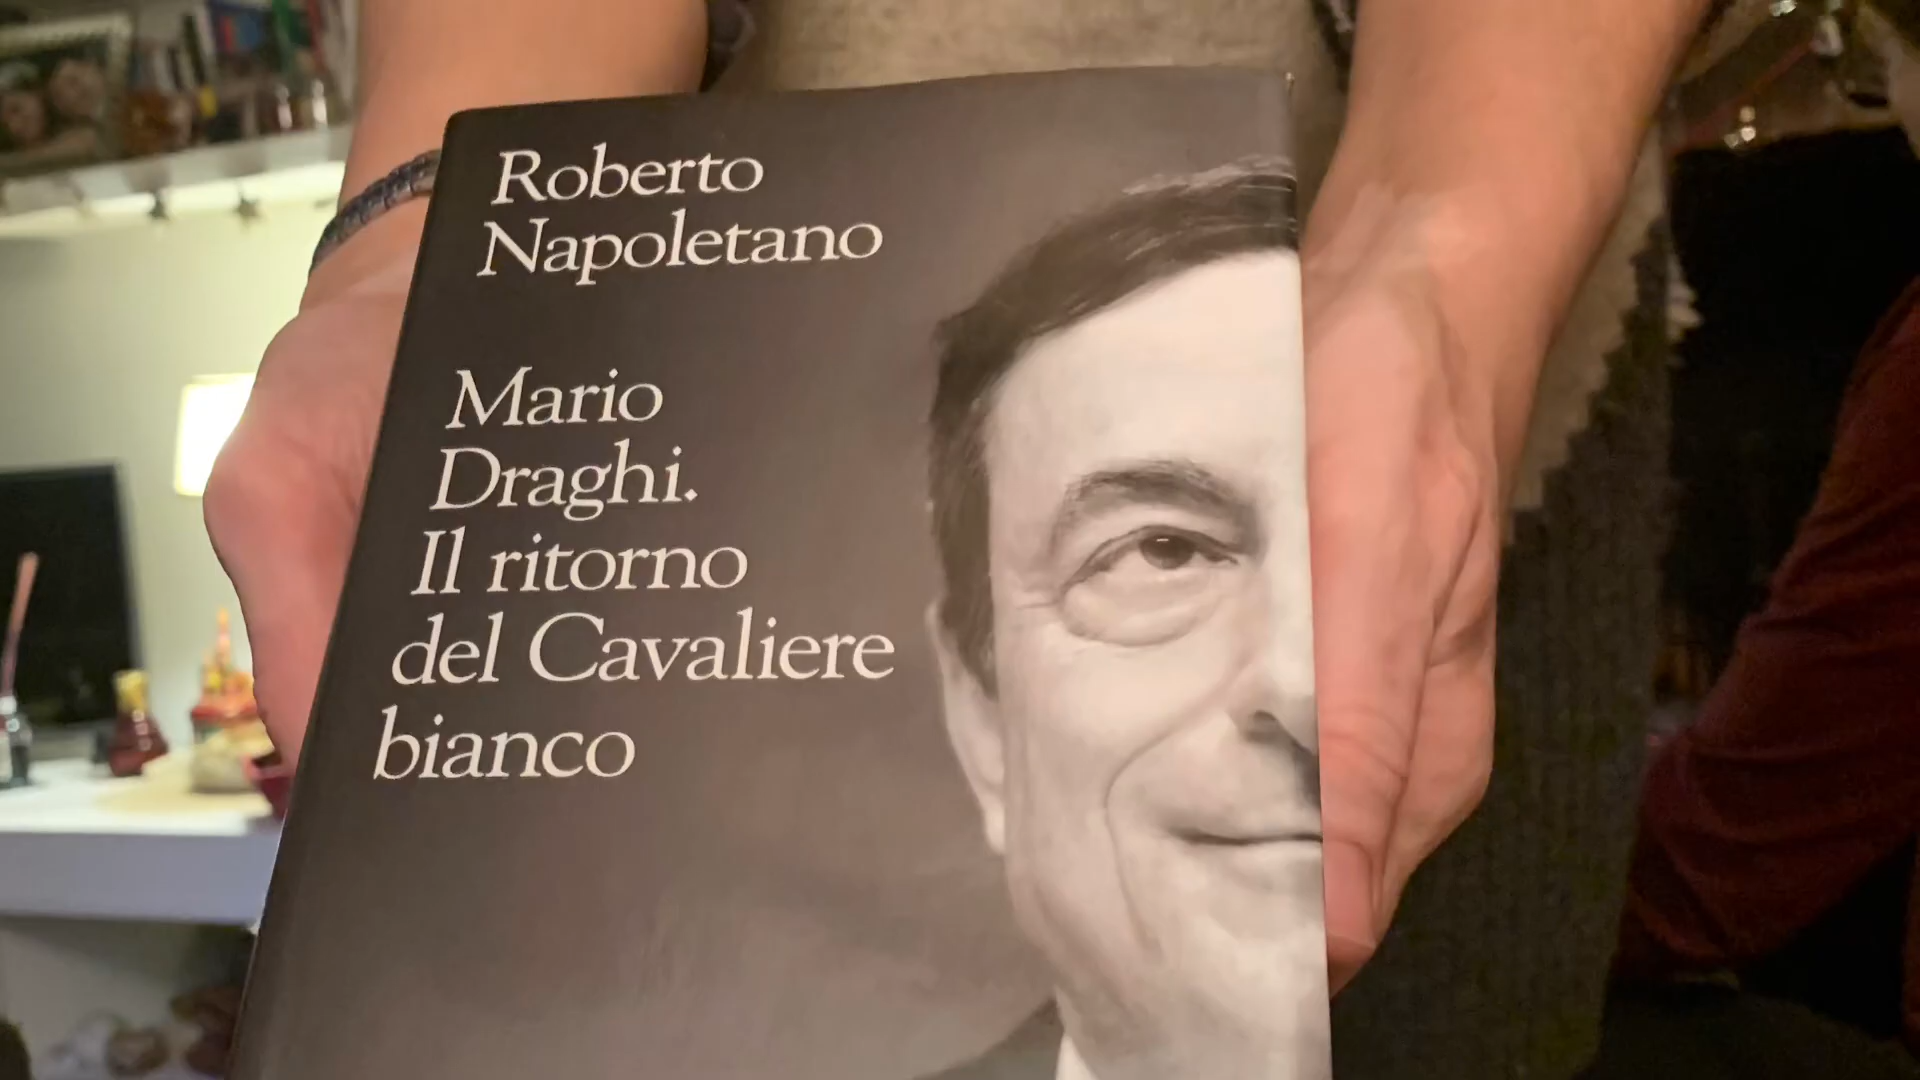 Roberto
Napoletano
Mario
Draghi.
Il ritorno
del Cavaliere
bianco